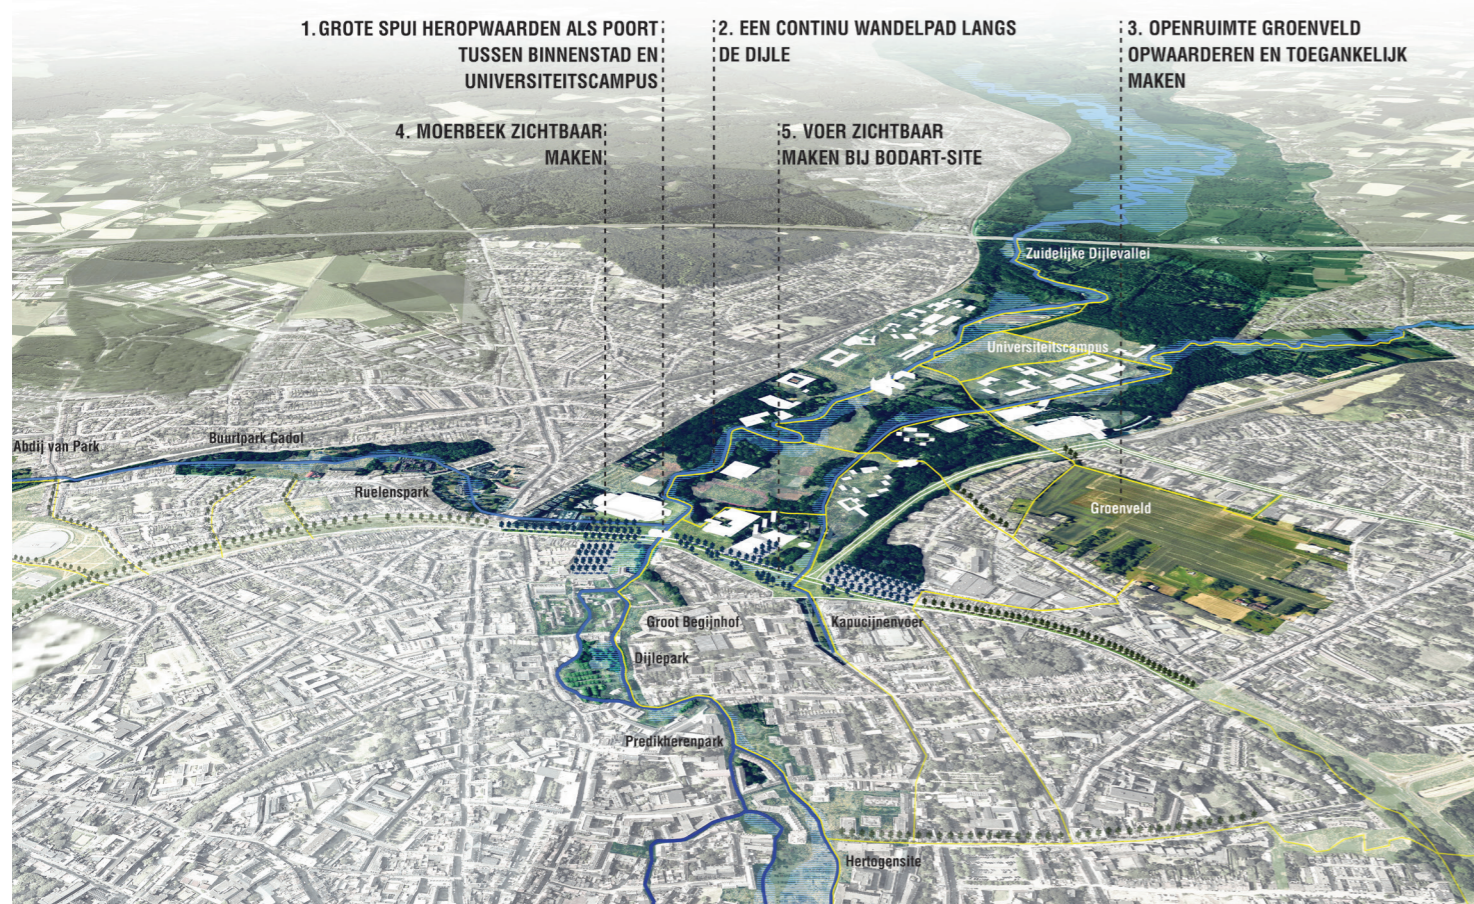 1. GROTE SPUI HEROPWAARDEN ALS POORT
TUSSEN BINNENSTAD EN
UNIVERSITEITSCAMPUS
2. EEN CONTINU WANDELPAD LANGS
DE DIJLE
3. OPENRUIMTE GROENVELD
OPWAARDEREN EN TOEGANKELIJK
MAKEN
4. MOERBEEK ZICHTBAAR
MAKEN
5. VOER ZICHTBAAR
MAKEN BIJ BODART-SITE
Zuidelijke Dijlevallei
Universiteitscampus
Abdij van Park
Buurtpark Cadol
Ruelenspark
Groenveld
Groot Begijnhof
Kapucijnenvoer
Dijlepark
Predikherenpark
Hertogensite